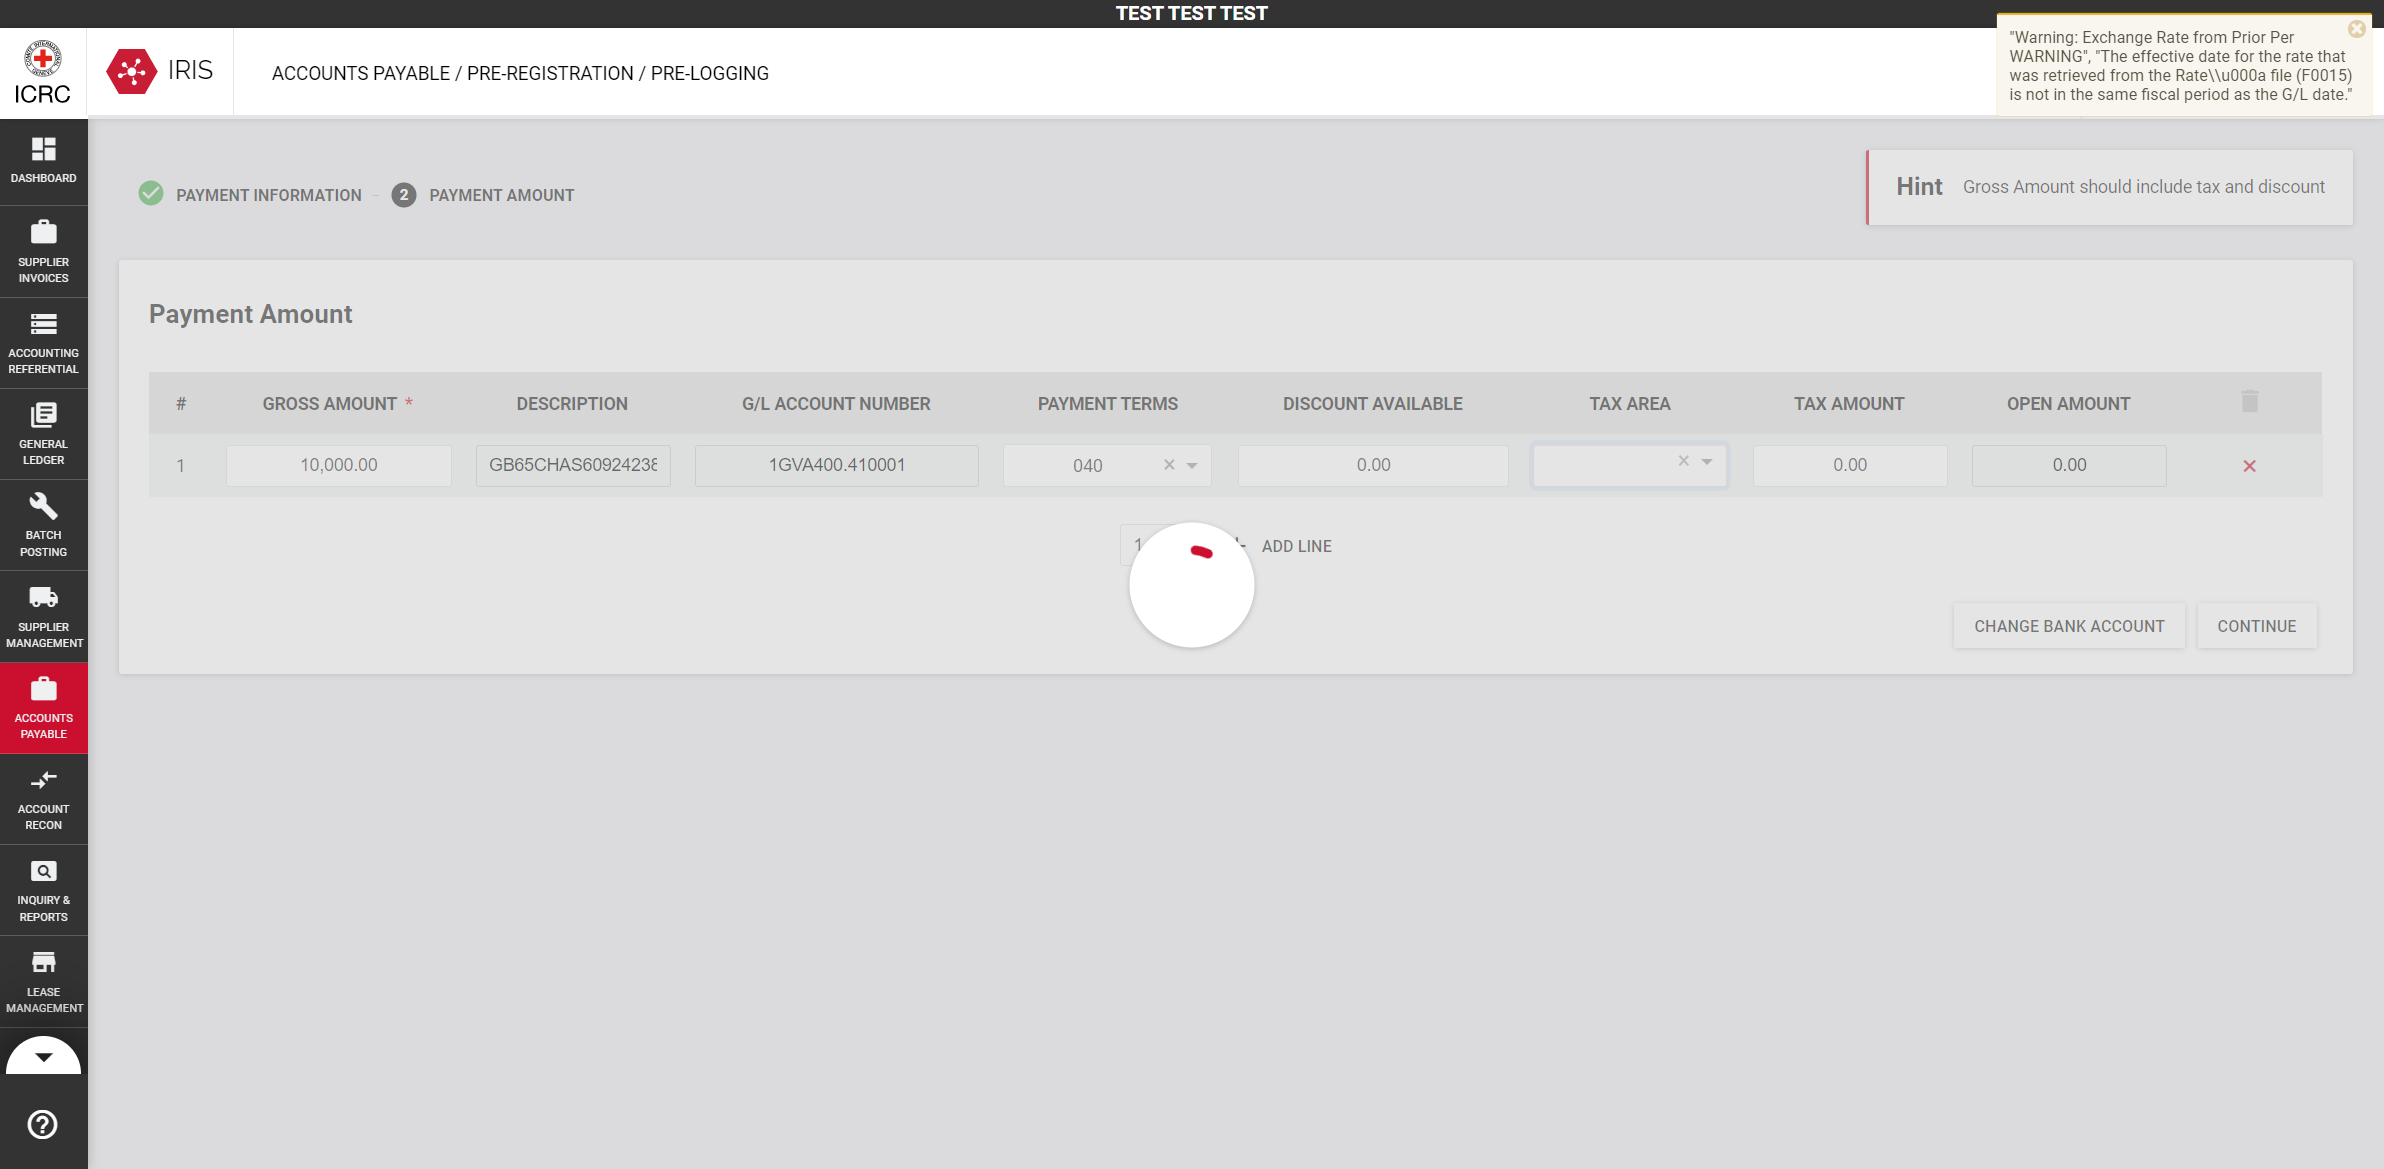 TEST TEST TEST
"Warning: Exchange Rate from Prior Per
WARNING", "The effective date for the rate that
was retrieved from the Rate\\u000a file (F0015)
is not in the same fiscal period as the G/L date."
COMITE INTERNATIONAL
GENEVE
ICRC
IRIS
ACCOUNTS PAYABLE / PRE-REGISTRATION / PRE-LOGGING
DASHBOARD
SUPPLIER
INVOICES
ACCOUNTING
REFERENTIAL
GENERAL
LEDGER
BATCH
POSTING
SUPPLIER
MANAGEMENT
ACCOUNTS
PAYABLE
ACCOUNT
RECON
INQUIRY &
REPORTS
LEASE
MANAGEMENT
PAYMENT INFORMATION
2 PAYMENT AMOUNT
Hint Gross Amount should include tax and discount
Payment Amount
# GROSS AMOUNT * DESCRIPTION G/L ACCOUNT NUMBER PAYMENT TERMS DISCOUNT AVAILABLE TAX AREA TAX AMOUNT OPEN AMOUNT
1 10,000.00 GB65CHAS60924238 1GVA400.410001 040 0.00 0.00 0.00
1 ADD LINE
CHANGE BANK ACCOUNT CONTINUE